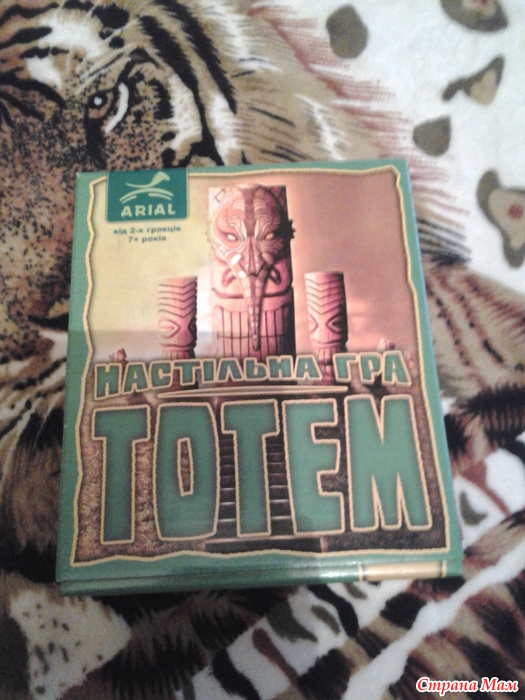 ARIAL
від 2-х гравців
7+ років
НАСТІЛЬНА ГРА
ТОТЕМ
Страна Мам